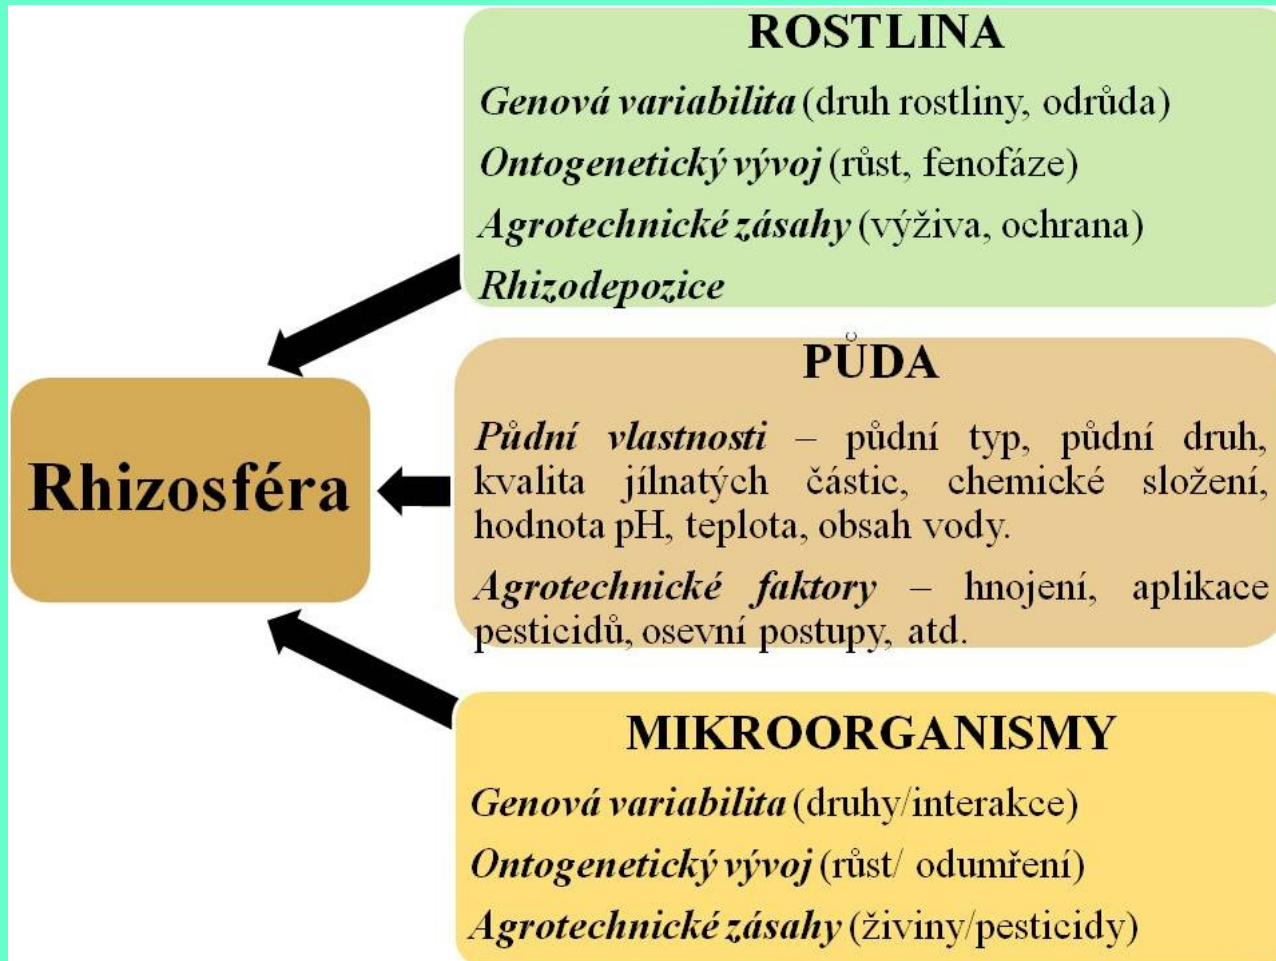 ROSTLINA
Genová variabilita (druh rostliny, odrůda)
Ontogenetický vývoj (růst, fenofáze)
Agrotechnické zásahy (výživa, ochrana)
Rhizodepozice
Rhizosféra
PŮDA
Půdní vlastnosti – půdní typ, půdní druh,
kvalita jílnatých částic, chemické složení,
hodnota pH, teplota, obsah vody.
Agrotechnické faktory – hnojení, aplikace
pesticidů, osevní postupy, atd.
MIKROORGANISMY
Genová variabilita (druhy/interakce)
Ontogenetický vývoj (růst/ odumření)
Agrotechnické zásahy (živiny/pesticidy)